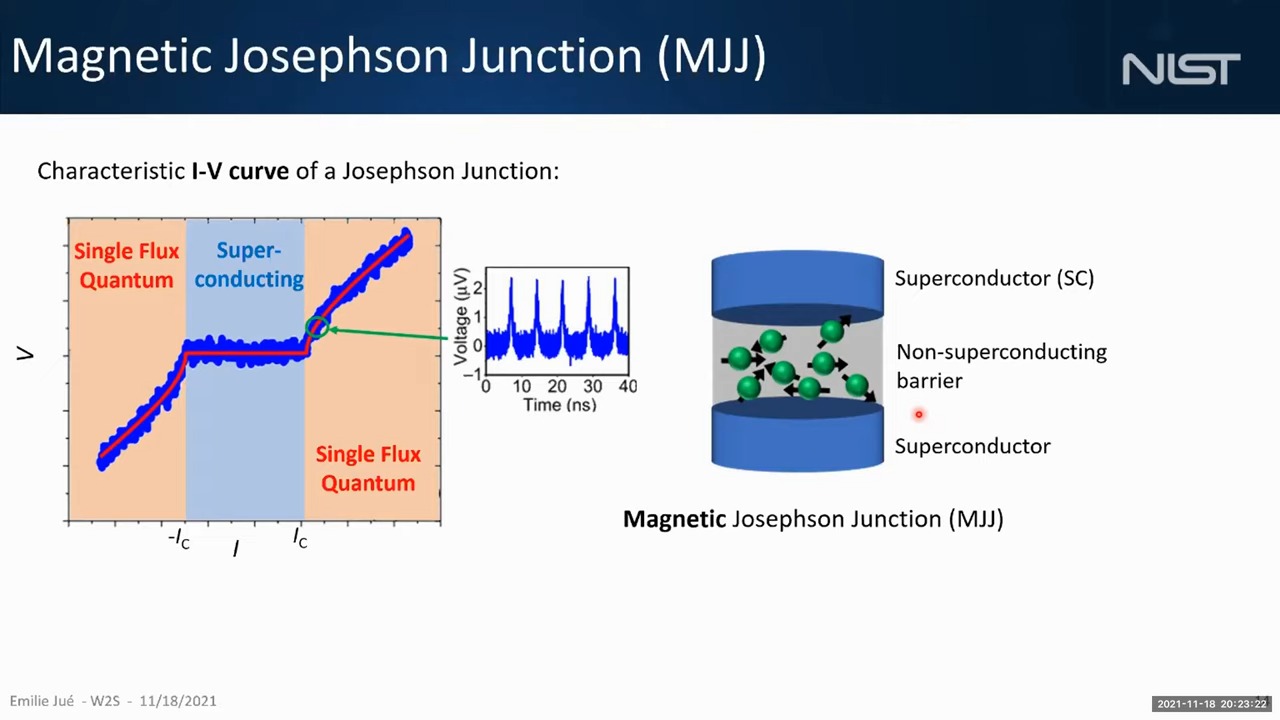 Magnetic Josephson Junction (MJJ)
NIST
Characteristic I-V curve of a Josephson Junction:
Single Flux
Quantum
Super-
conducting
V
Single Flux
Quantum
-IC
I
IC
Voltage (µV)
2
1
0
−1
0 10 20 30 40
Time (ns)
Superconductor (SC)
Non-superconducting
barrier
Superconductor
Magnetic Josephson Junction (MJJ)
Emilie Jué - W2S - 11/18/2021
2021-11-18 20:23:22